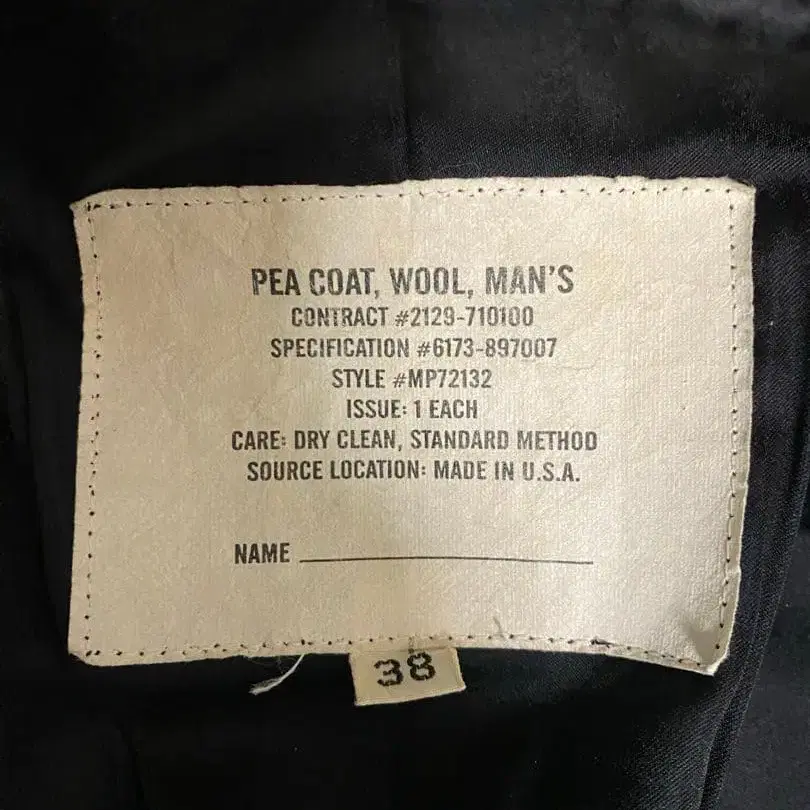 PEA COAT, WOOL, MAN'S
CONTRACT #2129-710100
SPECIFICATION #6173-897007
STYLE #MP72132
ISSUE: 1 EACH
CARE: DRY CLEAN, STANDARD METHOD
SOURCE LOCATION: MADE IN U.S.A.
NAME
38